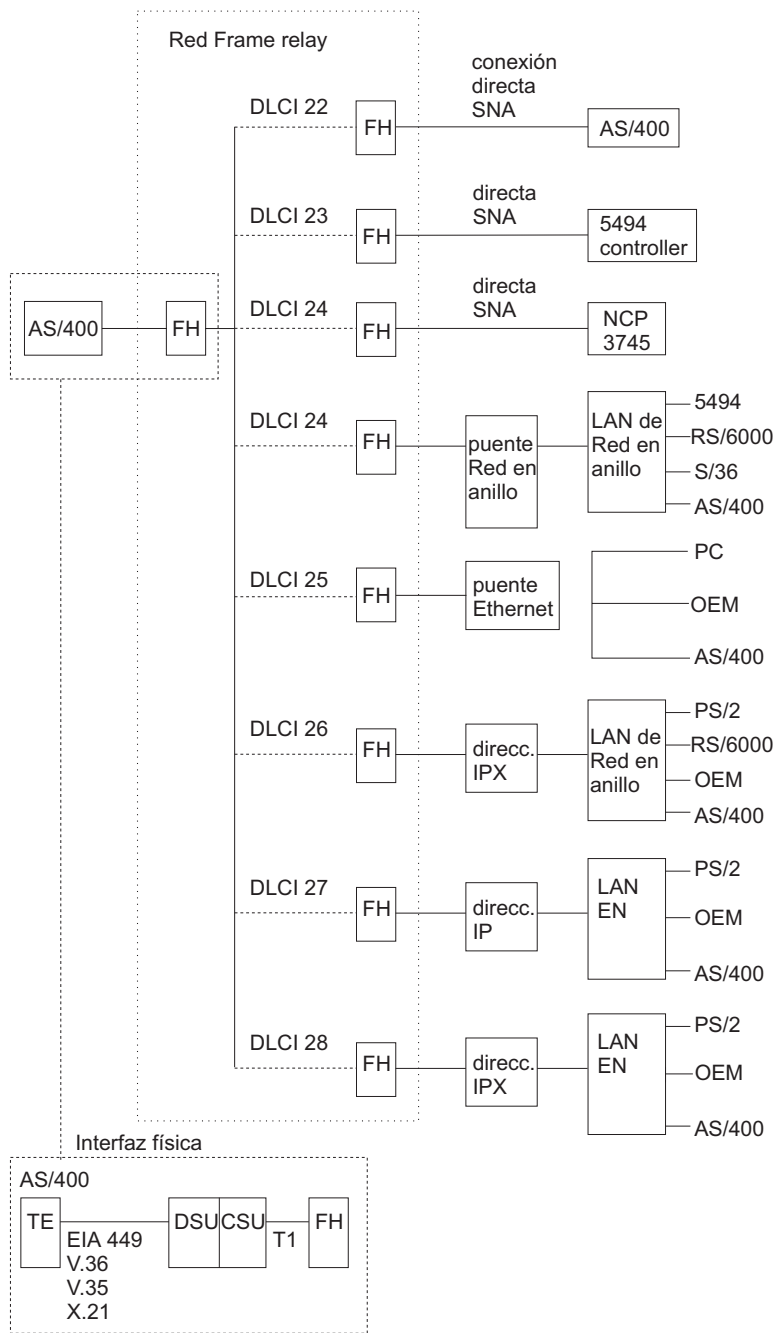 Red Frame relay
DLCI 22
FH
conexión
directa
SNA
AS/400
DLCI 23
FH
directa
SNA
5494
controller
AS/400
FH
DLCI 24
FH
directa
SNA
NCP
3745
DLCI 24
FH
puente
Red en
anillo
LAN de
Red en
anillo
5494
RS/6000
S/36
AS/400
DLCI 25
FH
puente
Ethernet
PC
OEM
AS/400
DLCI 26
FH
direcc.
IPX
LAN de
Red en
anillo
PS/2
RS/6000
OEM
AS/400
DLCI 27
FH
direcc.
IP
LAN
EN
PS/2
OEM
AS/400
DLCI 28
FH
direcc.
IPX
LAN
EN
PS/2
OEM
AS/400
Interfaz física
AS/400
TE
EIA 449
V.36
V.35
X.21
DSU
CSU
T1
FH